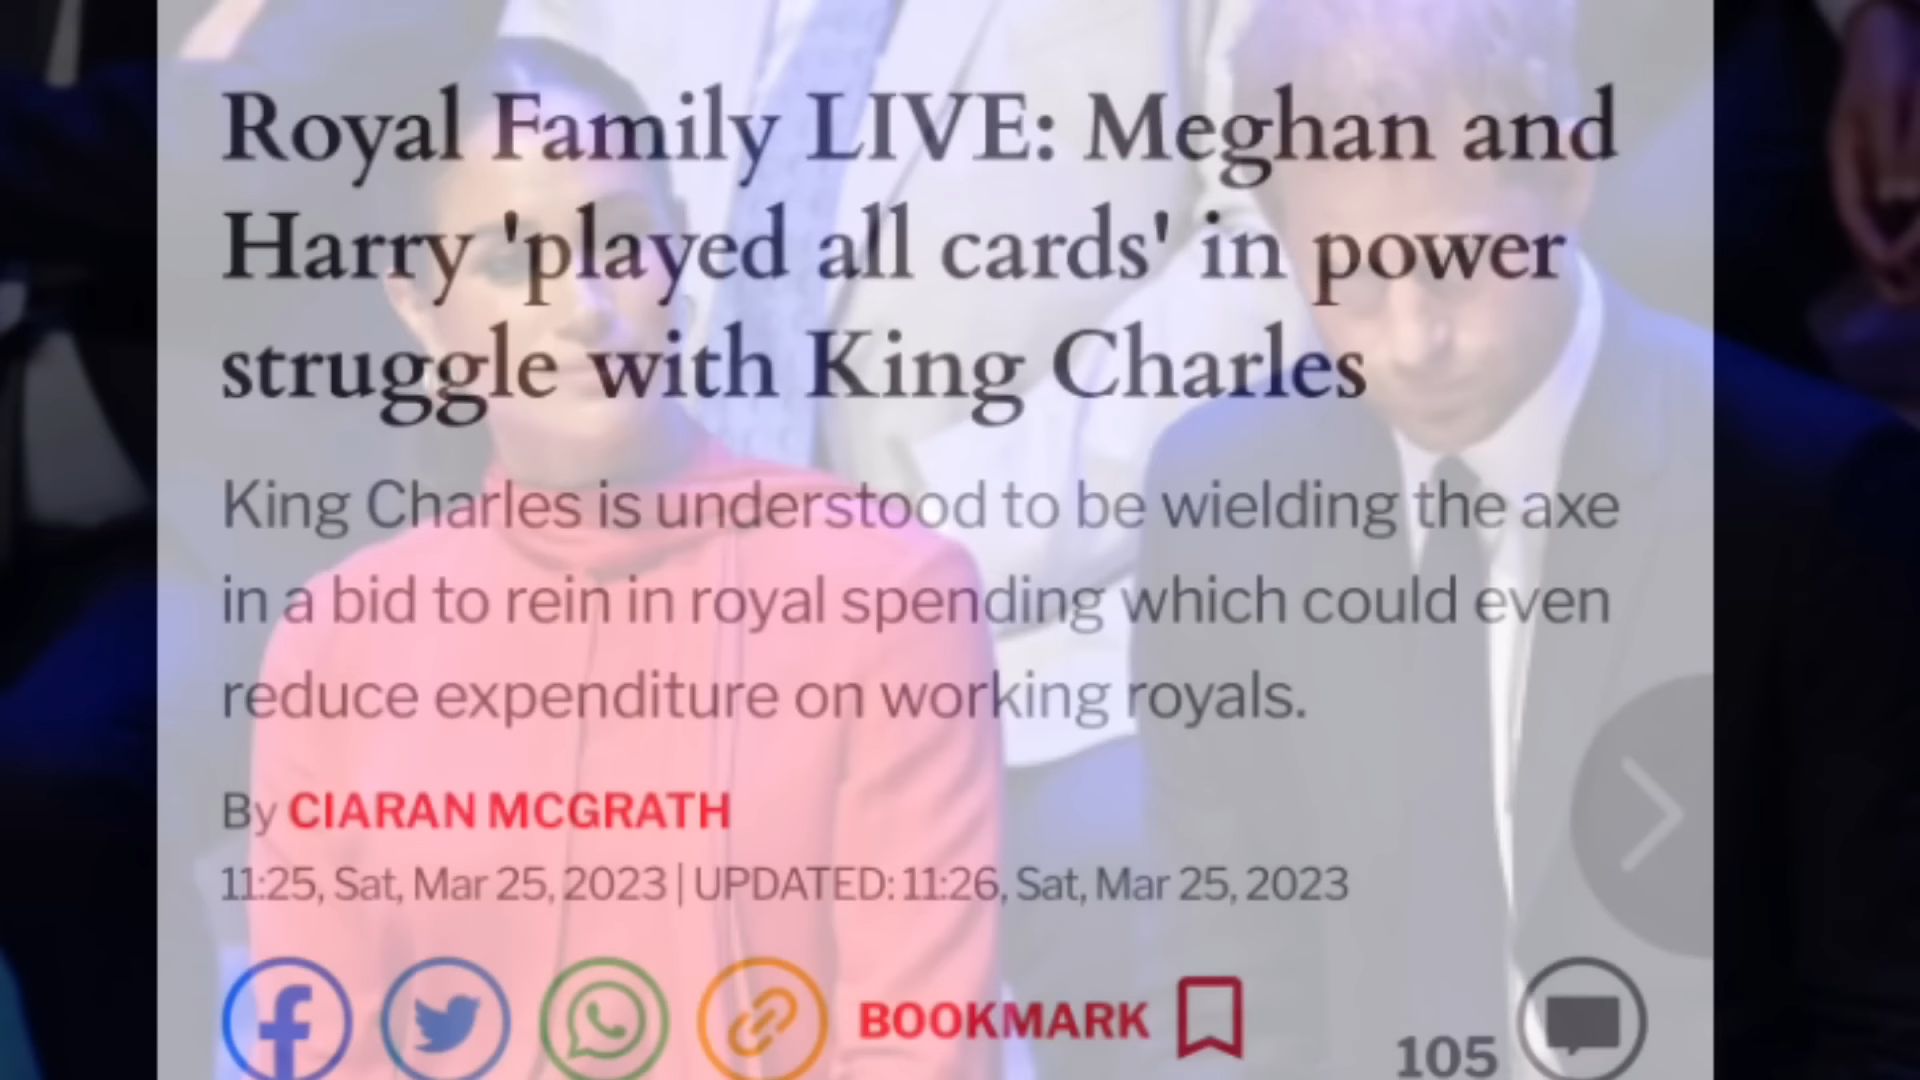 Royal Family LIVE: Meghan and
Harry 'played all cards' in power
struggle with King Charles
King Charles is understood to be wielding the axe
in a bid to rein in royal spending which could even
reduce expenditure on working royals.
By CIARAN MCGRATH
11:25, Sat, Mar 25, 2023 | UPDATED: 11:26, Sat, Mar 25, 2023
BOOKMARK
105